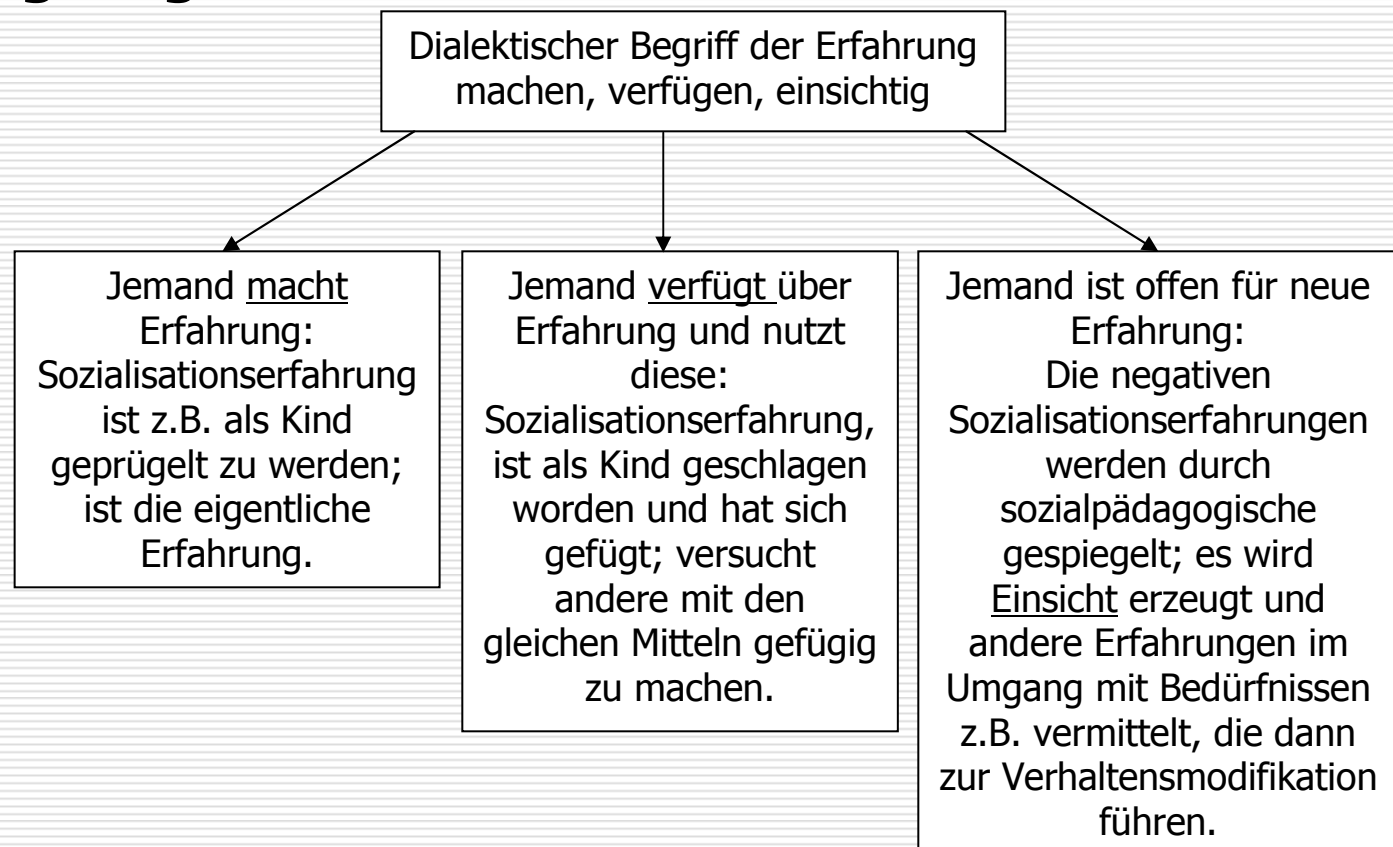 Dialektischer Begriff der Erfahrung
machen, verfügen, einsichtig
Jemand macht
Erfahrung:
Sozialisationserfahrung
ist z.B. als Kind
geprügelt zu werden;
ist die eigentliche
Erfahrung.
Jemand verfügt über
Erfahrung und nutzt
diese:
Sozialisationserfahrung,
ist als Kind geschlagen
worden und hat sich
gefügt; versucht
andere mit den
gleichen Mitteln gefügig
zu machen.
Jemand ist offen für neue
Erfahrung:
Die negativen
Sozialisationserfahrungen
werden durch
sozialpädagogische
gespiegelt; es wird
Einsicht erzeugt und
andere Erfahrungen im
Umgang mit Bedürfnissen
z.B. vermittelt, die dann
zur Verhaltensmodifikation
führen.